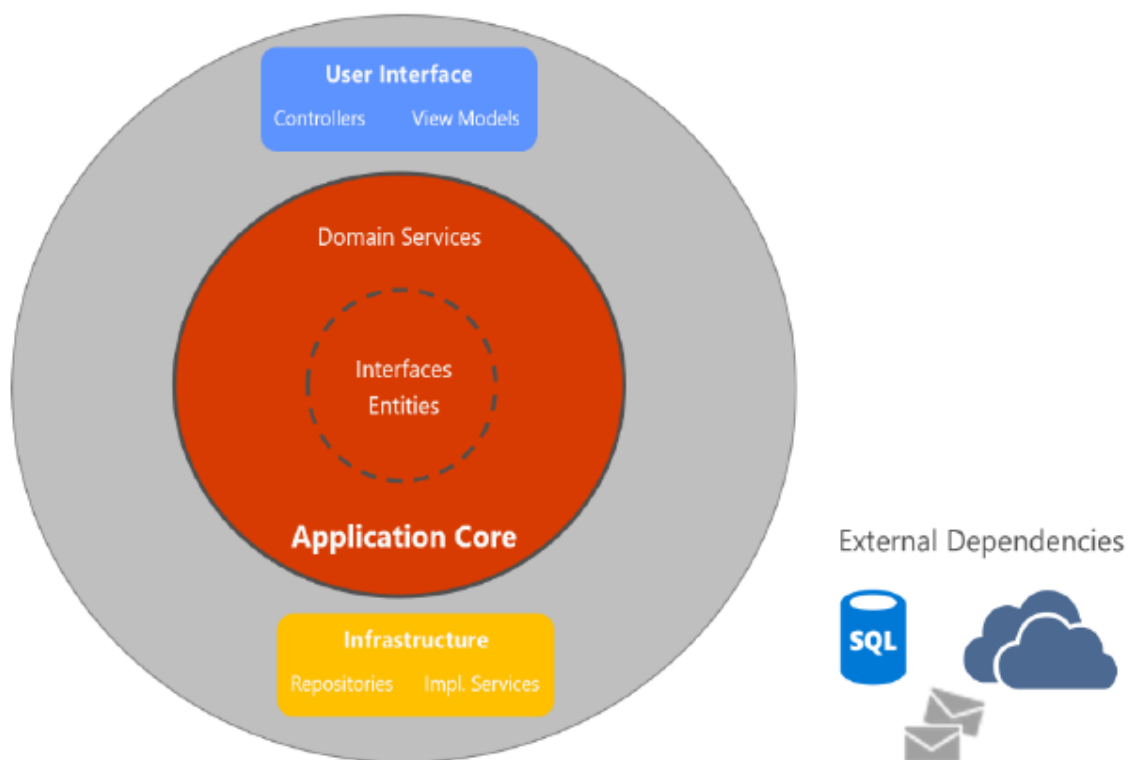 User Interface
Controllers View Models
Domain Services
Interfaces
Entities
Application Core
Infrastructure
Repositories Impl. Services
External Dependencies
SQL